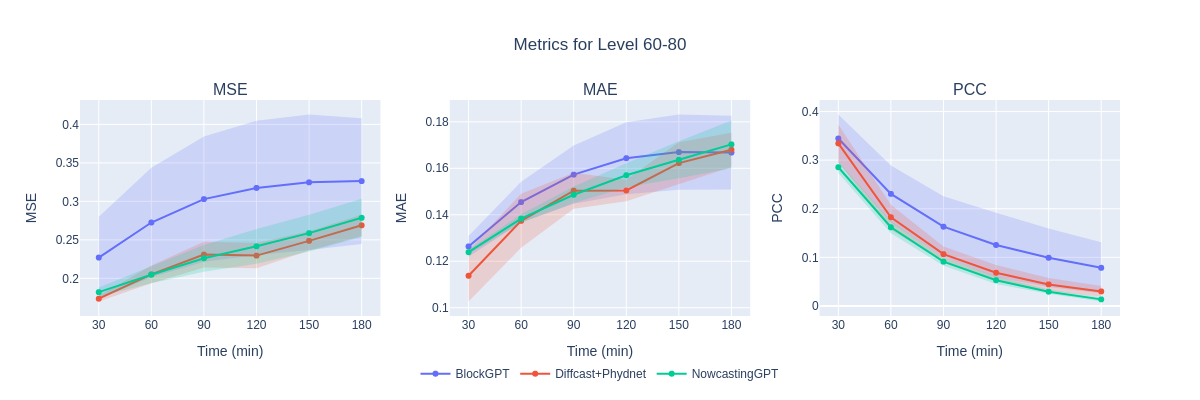 Metrics for Level 60-80
MSE
MAE
PCC
MSE
0.4
0.35
0.3
0.25
0.2
30 60 90 120 150 180
Time (min)
MAE
0.18
0.16
0.14
0.12
0.1
30 60 90 120 150 180
Time (min)
PCC
0.4
0.3
0.2
0.1
0
30 60 90 120 150 180
Time (min)
BlockGPT Diffcast+Phydnet NowcastingGPT